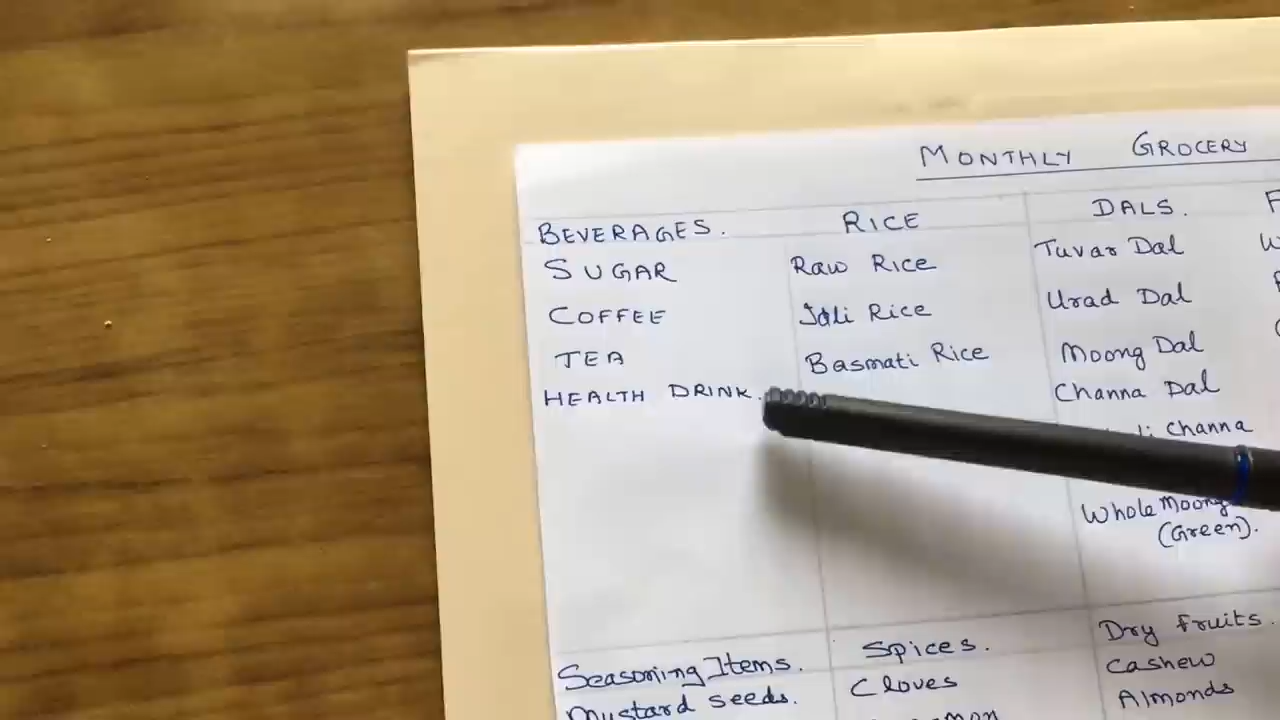 MONTHLY GROCERY
BEVERAGES.
SUGAR
COFFEE
TEA
HEALTH DRINK.
RICE
Raw Rice
Idli Rice
Basmati Rice
DALS.
Tuvar Dal
Urad Dal
Moong Dal
Channa Dal
Channa
Whole Moong
(Green).
Seasoning Items.
Mustard seeds.
Spices.
Cloves
Dry fruits.
Cashew
Almonds